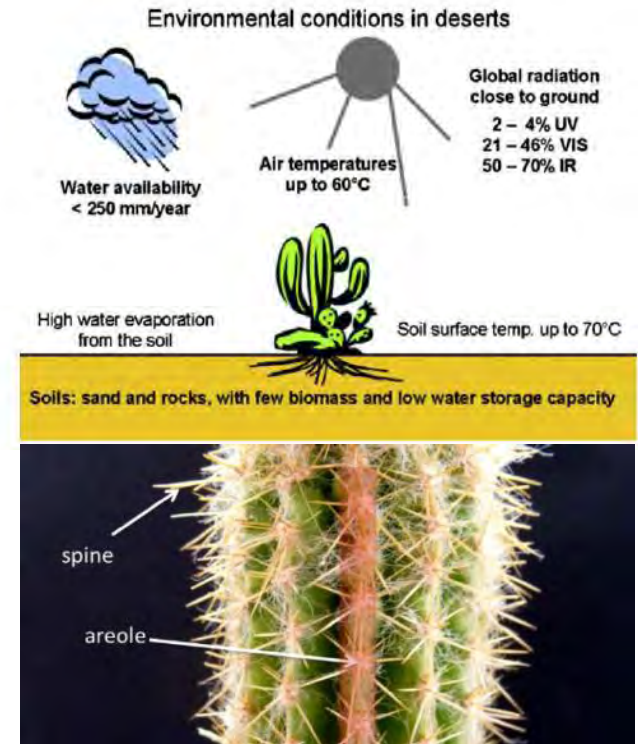 Environmental conditions in deserts
Global radiation
close to ground
2 – 4% UV
21 – 46% VIS
50 – 70% IR
Air temperatures
up to 60°C
Water availability
< 250 mm/year
High water evaporation
from the soil
Soil surface temp. up to 70°C
Soils: sand and rocks, with few biomass and low water storage capacity
spine
areole